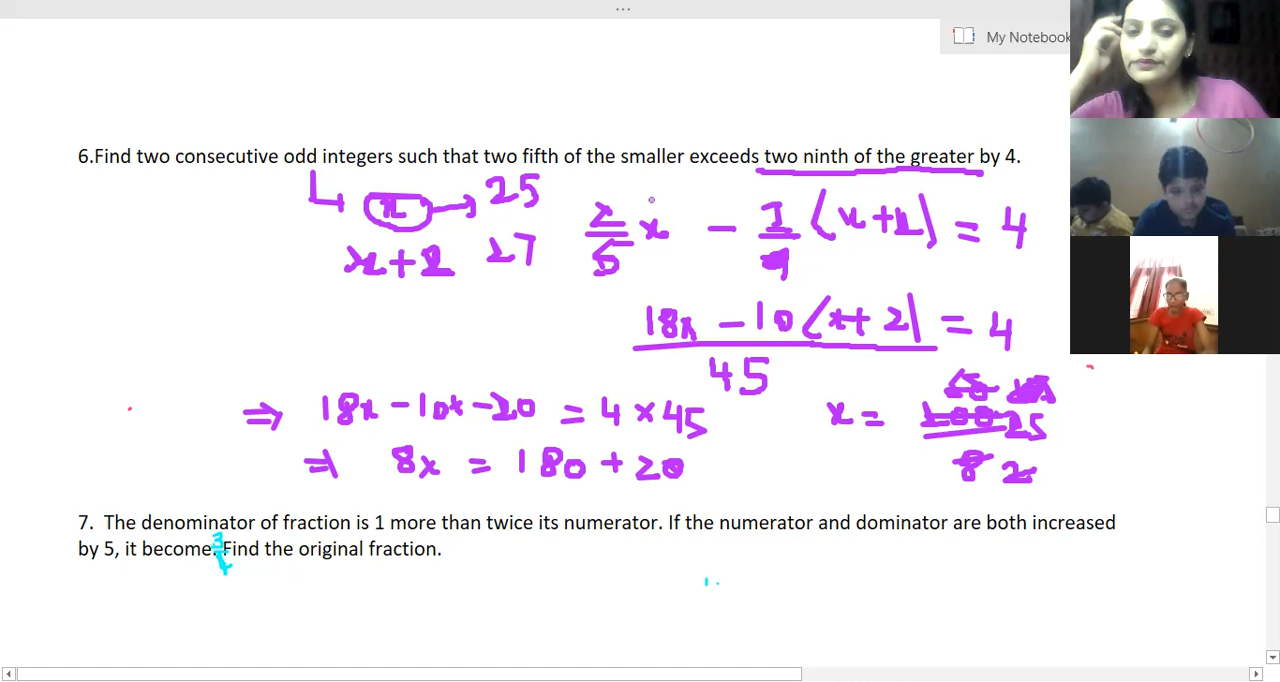 My Notebook
6.Find two consecutive odd integers such that two fifth of the smaller exceeds two ninth of the greater by 4.
x → 25
x+2 27
2/5 x - 2/9 (x+2) = 4
18x - 10 (x+2) = 4
45
⇒ 18x - 10x - 20 = 4 × 45
x = 25
⇒ 8x = 180 + 20
7. The denominator of fraction is 1 more than twice its numerator. If the numerator and dominator are both increased
by 5, it become. 3/4 Find the original fraction.